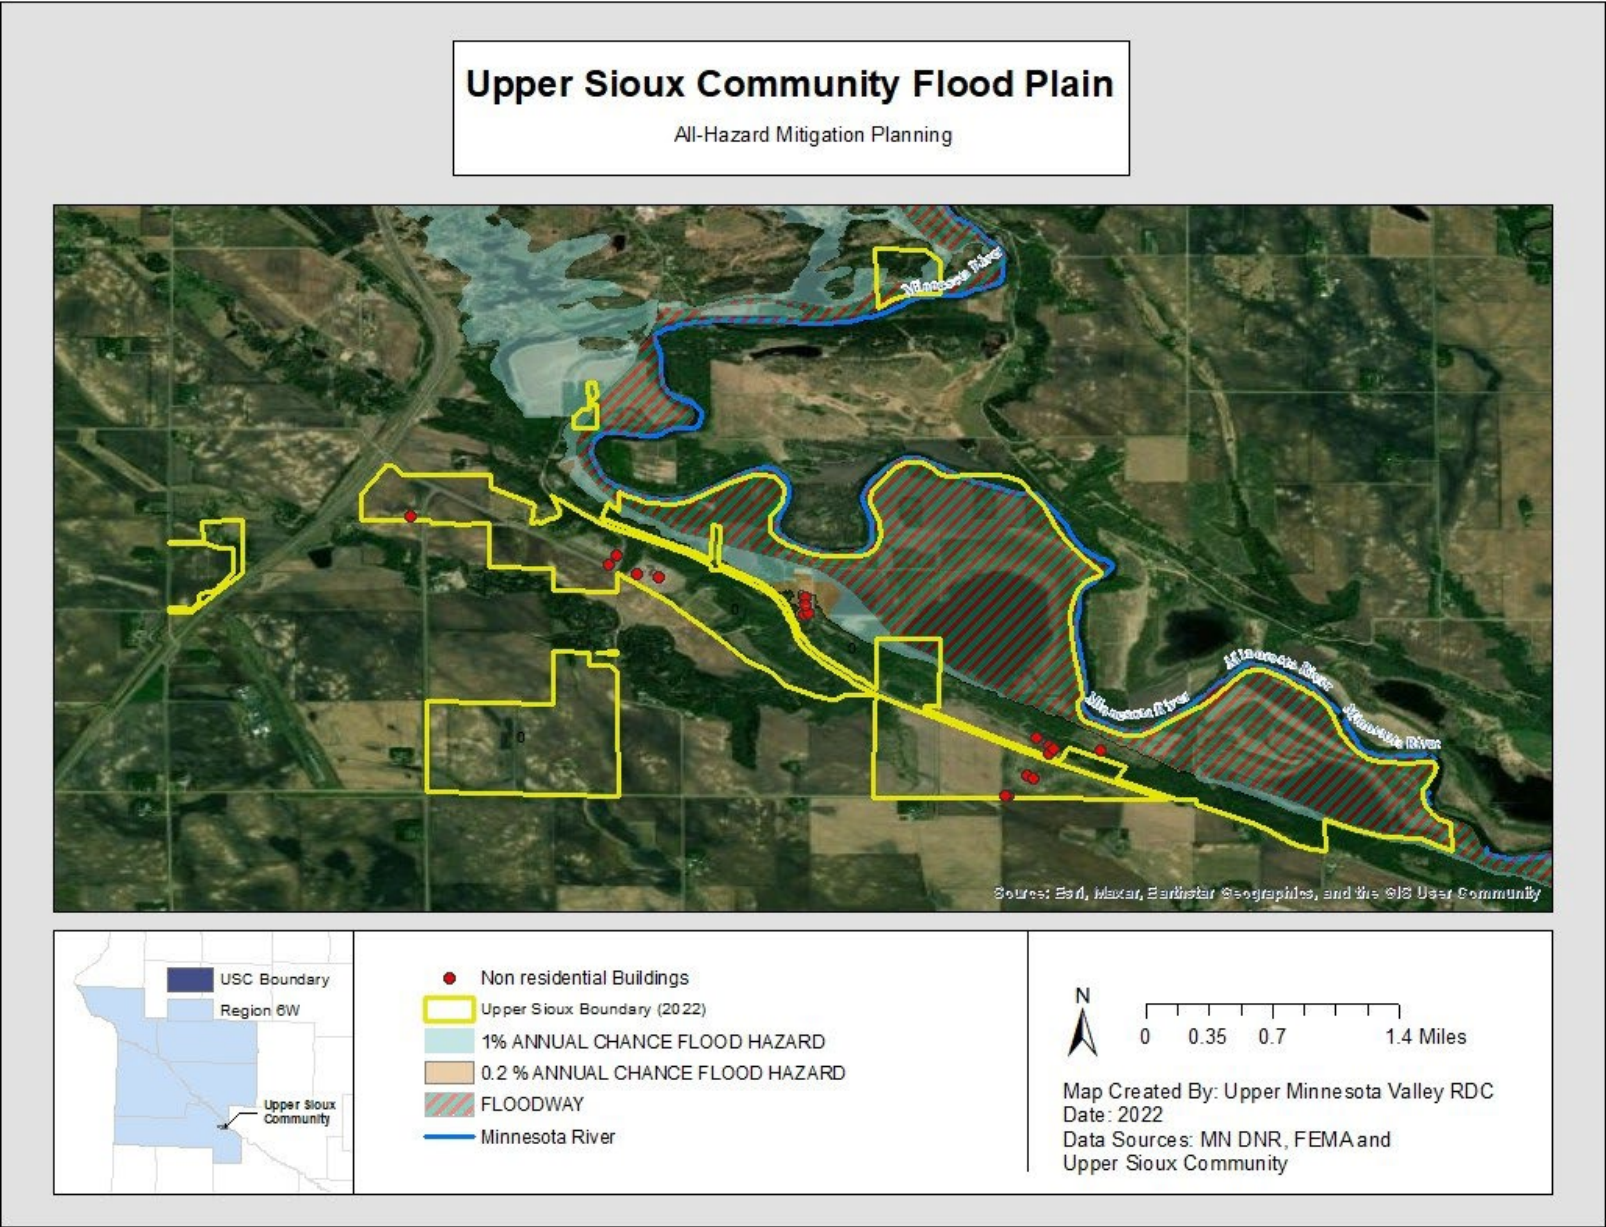 Upper Sioux Community Flood Plain
All-Hazard Mitigation Planning
Minnesota River
0
0
0
Minnesota River
Minnesota River
Minnesota River
Source: Esri, Maxar, Earthstar Geographics, and the GIS User Community
USC Boundary
Region 6W
Upper Sioux
Community
Non residential Buildings
Upper Sioux Boundary (2022)
1% ANNUAL CHANCE FLOOD HAZARD
0.2 % ANNUAL CHANCE FLOOD HAZARD
FLOODWAY
Minnesota River
N
0 0.35 0.7 1.4 Miles
Map Created By: Upper Minnesota Valley RDC
Date: 2022
Data Sources: MN DNR, FEMA and
Upper Sioux Community